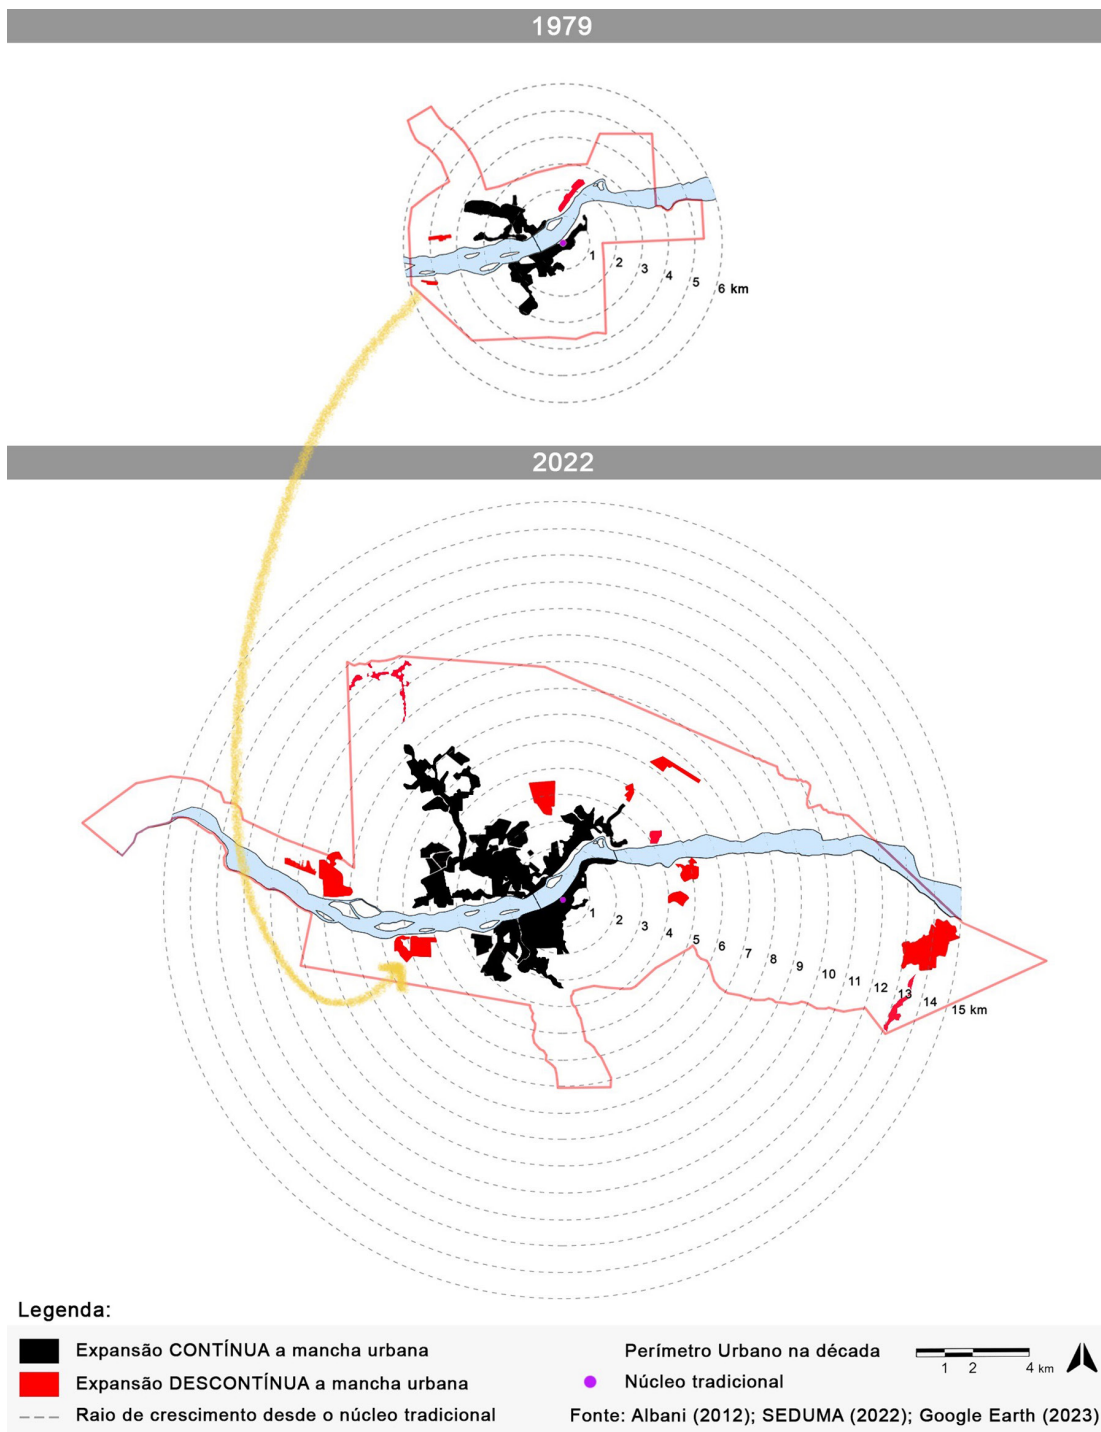 1979
1
2
3
4
5
6 km
2022
1
2
3
4
5
6
7
8
9
10
11
12
13
14
15 km
Legenda:
Expansão CONTÍNUA a mancha urbana
Expansão DESCONTÍNUA a mancha urbana
Raio de crescimento desde o núcleo tradicional
Perímetro Urbano na década
1 2 4 km
Núcleo tradicional
Fonte: Albani (2012); SEDUMA (2022); Google Earth (2023)